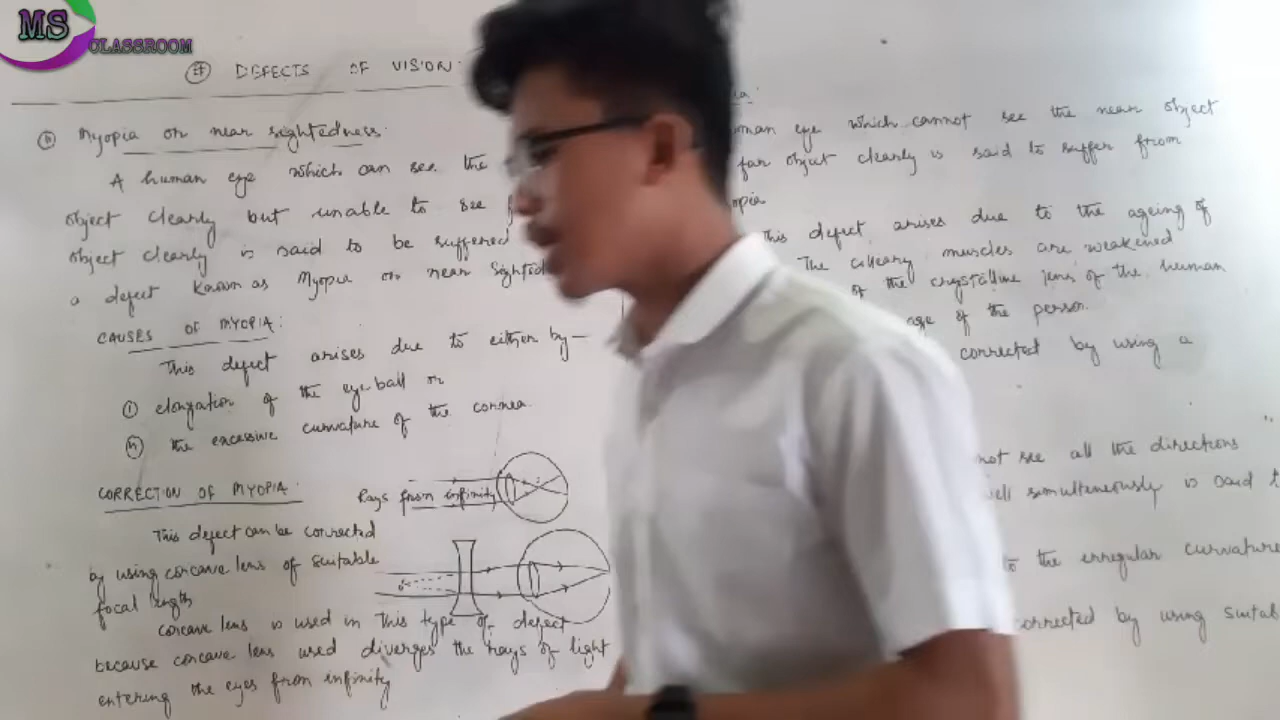 MS
CLASSROOM
# DEFECTS OF VISION:
Myopia or near sightedness:
A human eye which can see the
object clearly but unable to see
object clearly is said to be suffered
a defect known as Myopia or near
CAUSES OF MYOPIA:
This defect arises due to either by-
① elongation of the eye ball or
② the excessive curvature of the cornea.
CORRECTION OF MYOPIA.
Rays from infinity
This defect can be corrected
by using concave lens of suitable
focal length
concave lens is used in this type of defect
because concave lens used diverges the rays of light
entering the eyes from infinity
eye which cannot see the near object
far object clearly is said to suffer from
This defect arises due to the ageing of
The cilleary muscles are weakened
of the crystalline lens of the human
age of the person.
corrected by using a
not see all the directions
simultaneously is said
to the irregular curvature
corrected by using